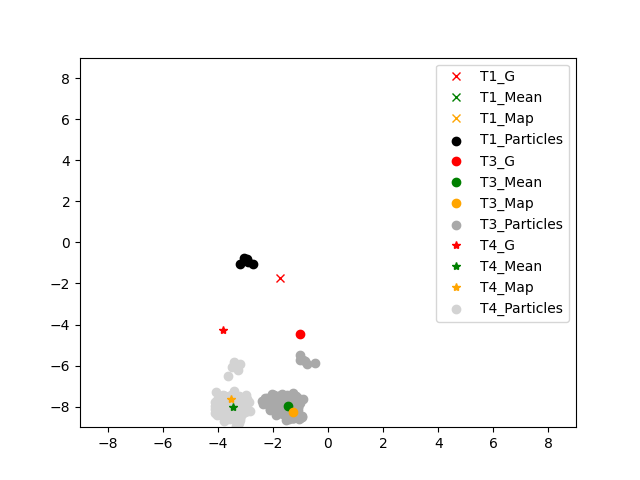 8
6
4
2
0
−2
−4
−6
−8
−8
−6
−4
−2
0
2
4
6
8
T1_G
T1_Mean
T1_Map
T1_Particles
T3_G
T3_Mean
T3_Map
T3_Particles
T4_G
T4_Mean
T4_Map
T4_Particles